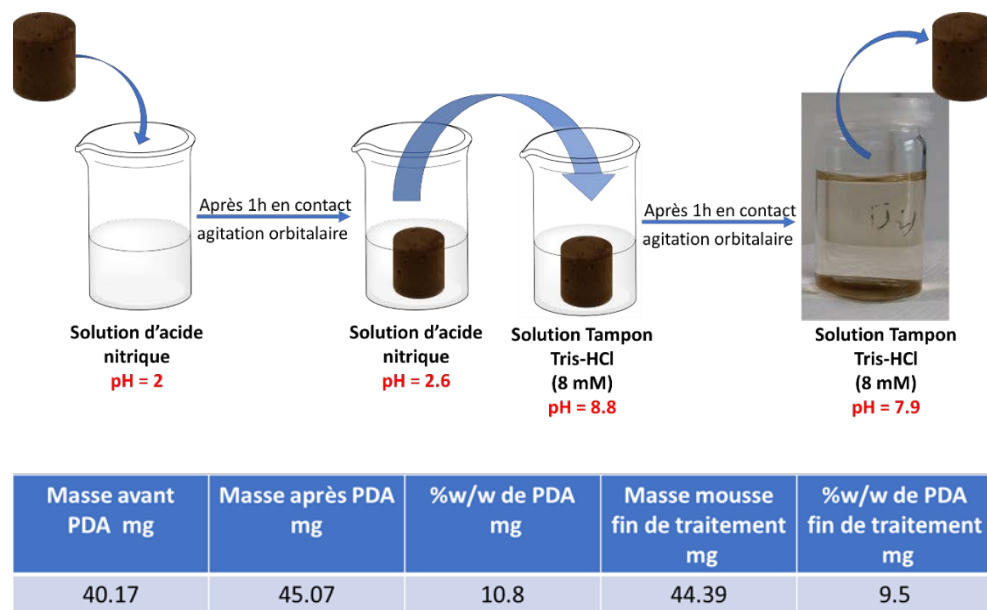 Après 1h en contact
agitation orbitalaire
Après 1h en contact
agitation orbitalaire
Solution d’acide
nitrique
pH = 2
Solution d’acide
nitrique
pH = 2.6
Solution Tampon
Tris-HCl
(8 mM)
pH = 8.8
Solution Tampon
Tris-HCl
(8 mM)
pH = 7.9
Masse avant
PDA mg
Masse après PDA
mg
%w/w de PDA
mg
Masse mousse
fin de traitement
mg
%w/w de PDA
fin de traitement
mg
40.17
45.07
10.8
44.39
9.5